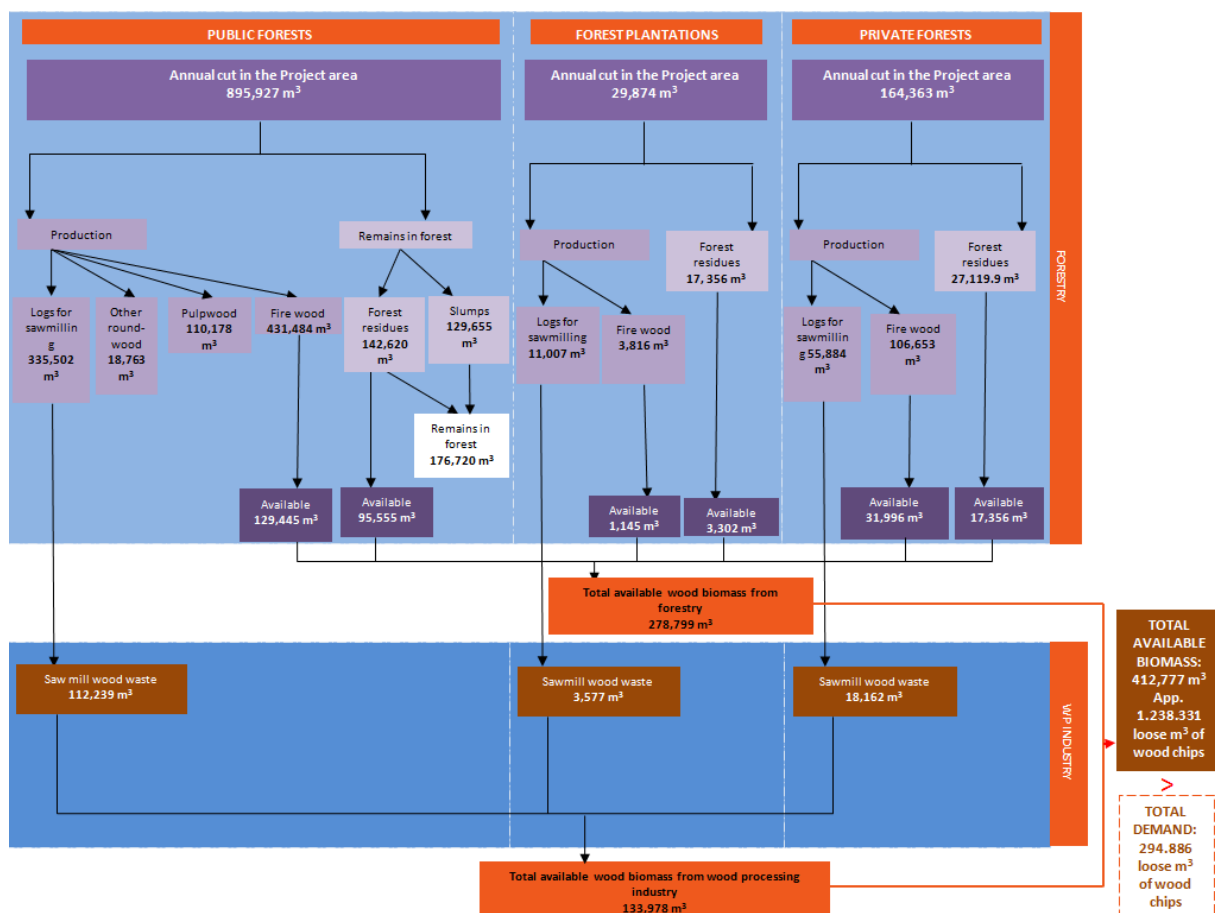 PUBLIC FORESTS
FOREST PLANTATIONS
PRIVATE FORESTS
Annual cut in the Project area
895,927 m³
Annual cut in the Project area
29,874 m³
Annual cut in the Project area
164,363 m³
FORESTRY
Production
Remains in forest
Production
Forest
residues
17, 356 m³
Production
Forest
residues
27,119.9 m³
Logs for
sawmillin
g
335,502
m³
Other
round-
wood
18,763
m³
Pulpwood
110,178
m³
Fire wood
431,484 m³
Forest
residues
142,620
m³
Slumps
129,655
m³
Logs for
sawmilling
11,007 m³
Fire wood
3,816 m³
Logs for
sawmillin
g 55,884
m³
Fire wood
106,653
m³
Remains in
forest
176,720 m³
Available
129,445 m³
Available
95,555 m³
Available
1,145 m³
Available
3,302 m³
Available
31,996 m³
Available
17,356 m³
Total available wood biomass from
forestry
278,799 m³
TOTAL
AVAILABLE
BIOMASS:
412,777 m³
App.
1.238.331
loose m³ of
wood chips
>
TOTAL
DEMAND:
294.886
loose m³
of wood
chips
WP INDUSTRY
Saw mill wood waste
112,239 m³
Sawmill wood waste
3,577 m³
Sawmill wood waste
18,162 m³
Total available wood biomass from wood processing
industry
133,978 m³